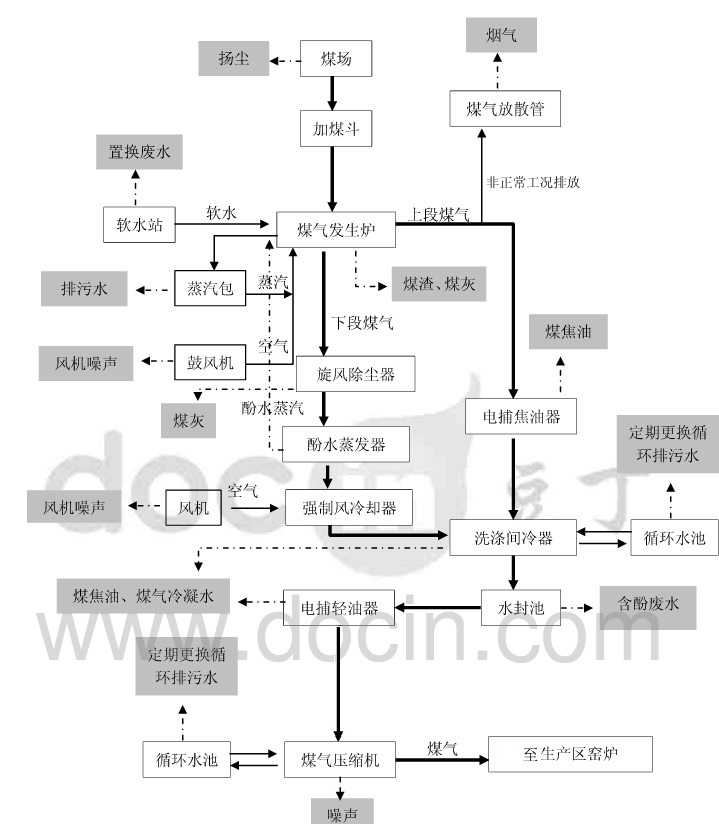 烟气
扬尘
煤场
煤气放散管
加煤斗
置换废水
非正常工况排放
软水站
软水
煤气发生炉
上段煤气
排污水
蒸汽包
蒸汽
煤渣、煤灰
下段煤气
煤焦油
风机噪声
鼓风机
空气
旋风除尘器
煤灰
酚水蒸汽
电捕焦油器
定期更换循
环排污水
酚水蒸发器
docin
豆丁
风机噪声
风机
空气
强制风冷却器
洗涤间冷器
循环水池
煤焦油、煤气冷凝水
电捕轻油器
水封池
含酚废水
www.docin.com
定期更换循
环排污水
循环水池
煤气压缩机
煤气
至生产区窑炉
噪声